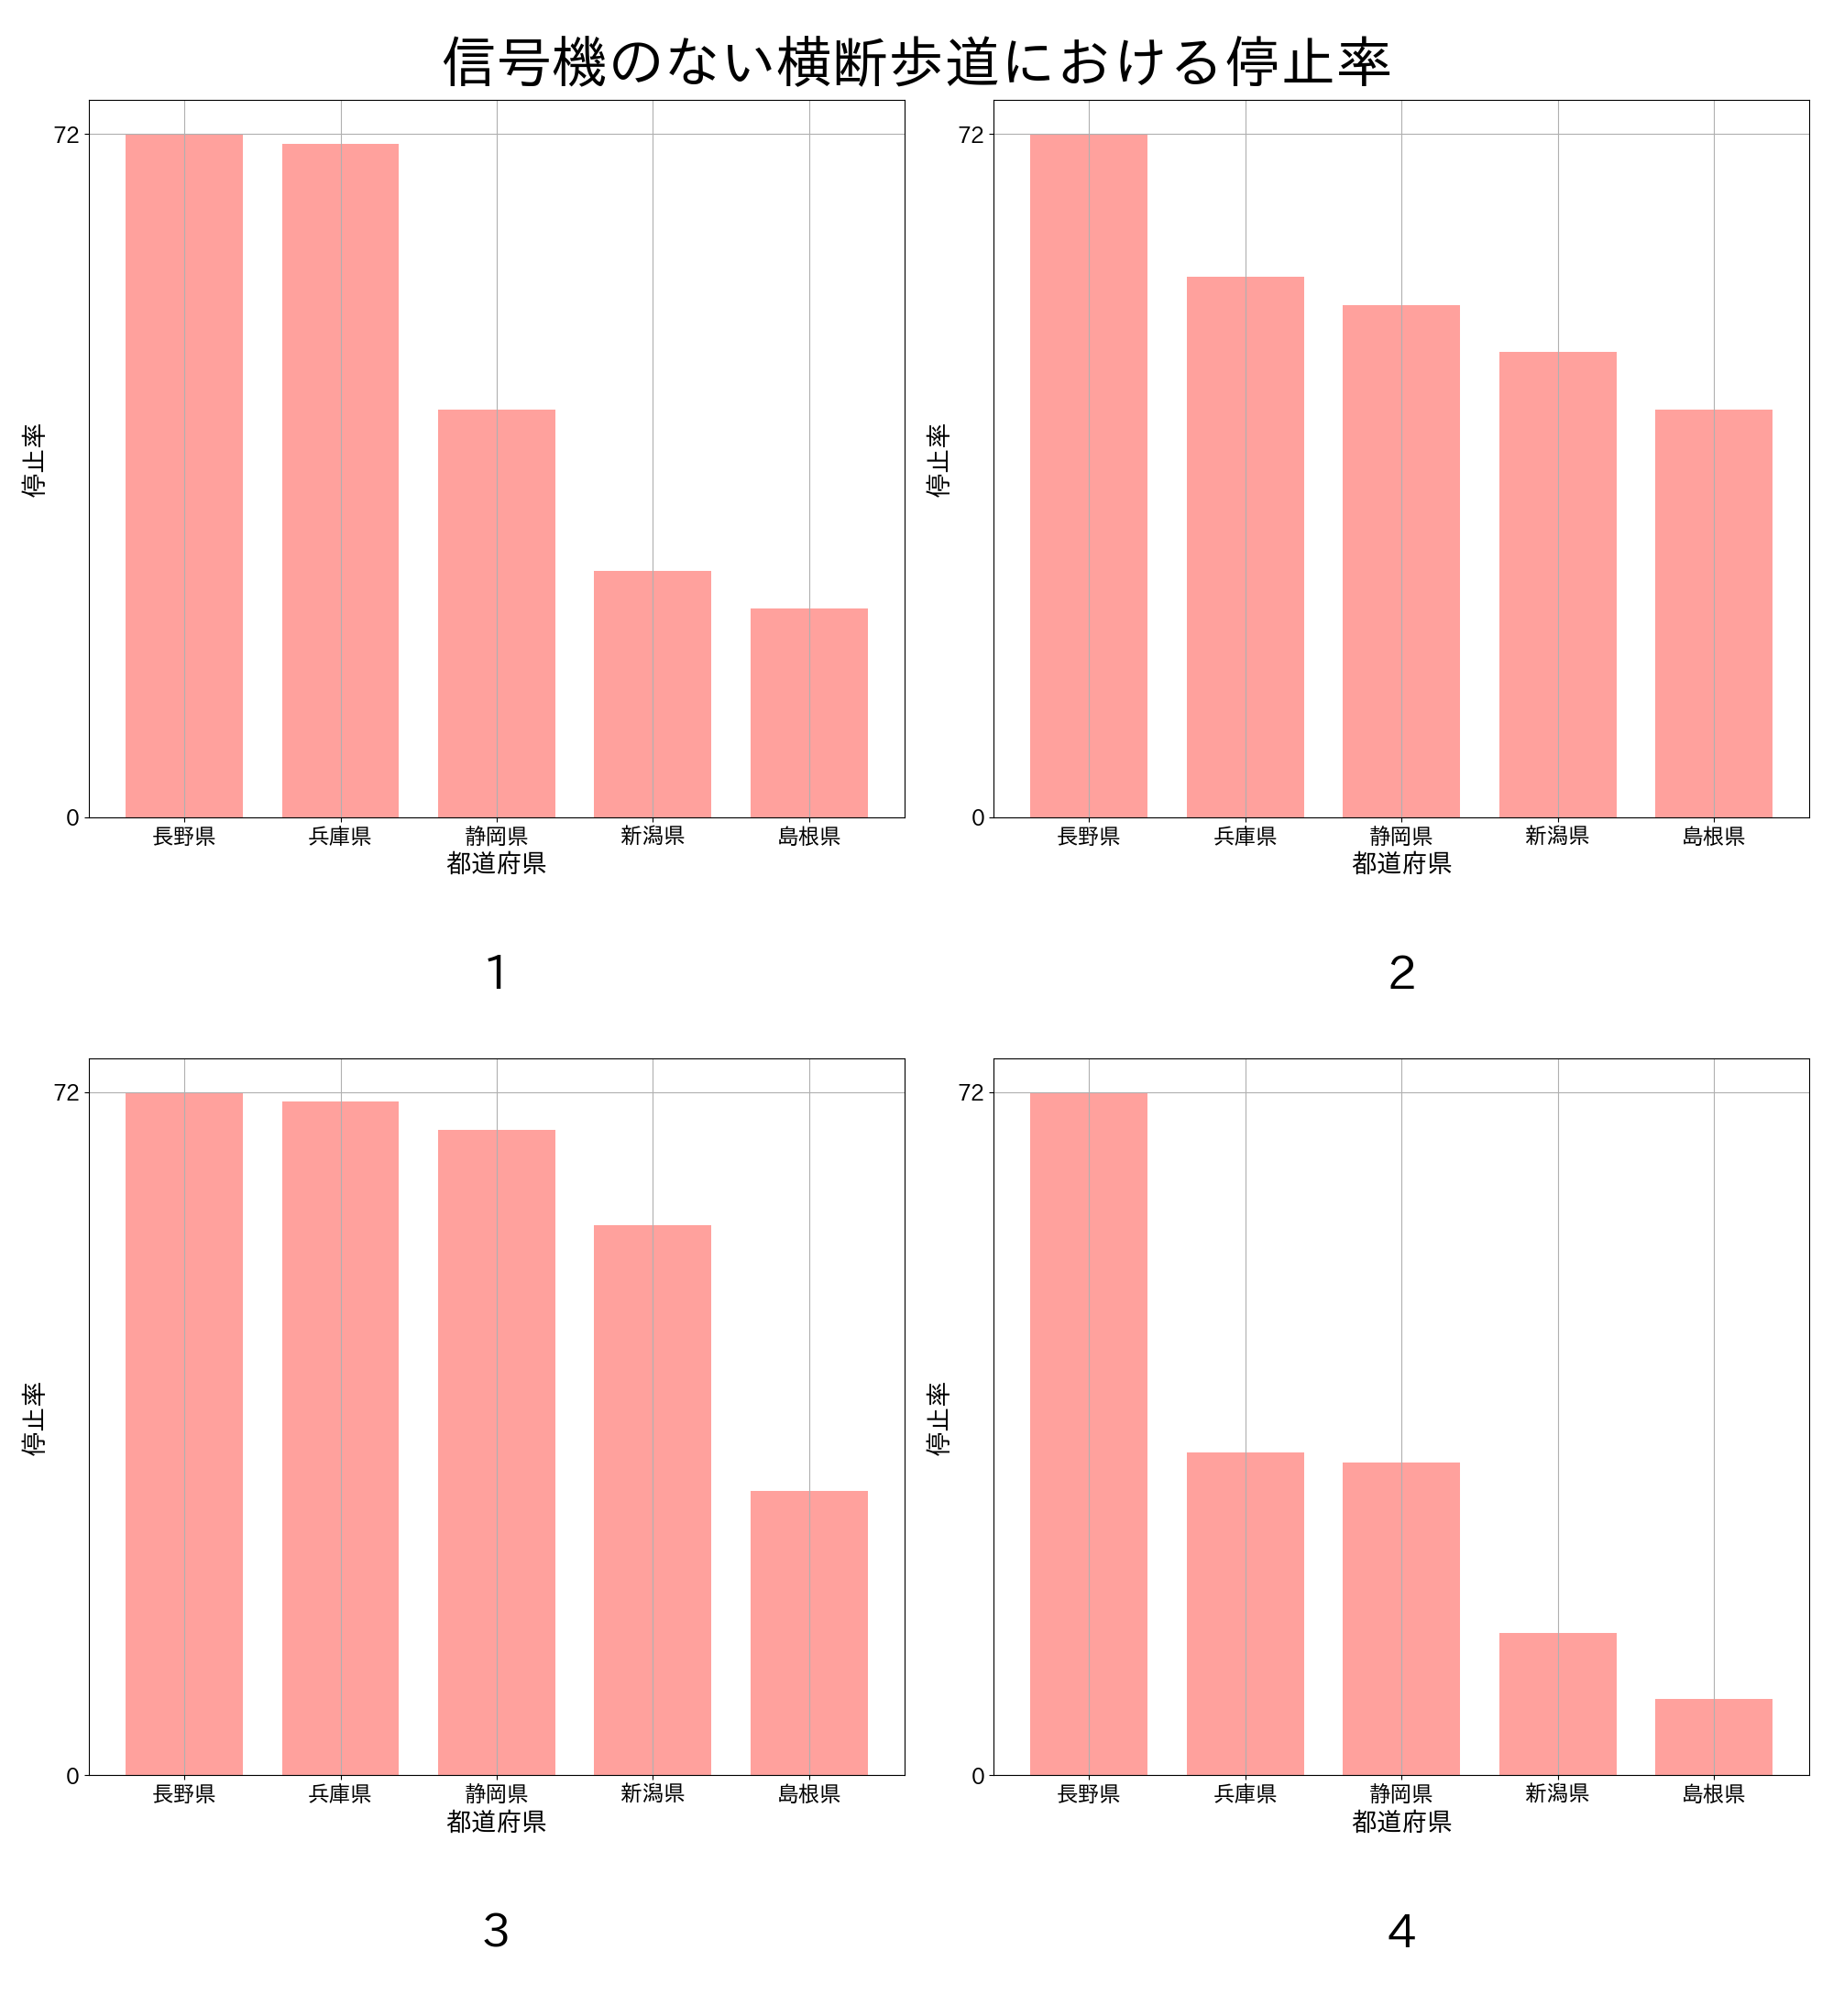 信号機のない横断歩道における停止率
72
0
停止率
長野県 兵庫県 静岡県 新潟県 島根県
都道府県
1
72
0
停止率
長野県 兵庫県 静岡県 新潟県 島根県
都道府県
2
72
0
停止率
長野県 兵庫県 静岡県 新潟県 島根県
都道府県
3
72
0
停止率
長野県 兵庫県 静岡県 新潟県 島根県
都道府県
4